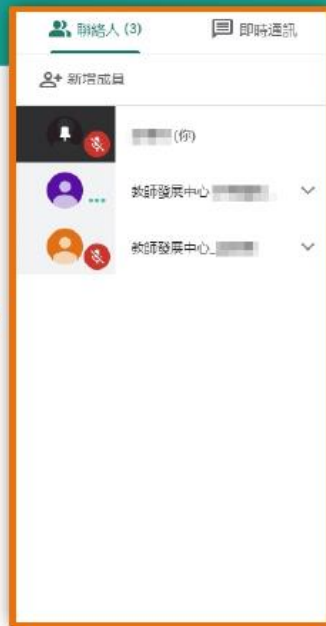 聯絡人 (3)
即時通訊
新增成員
(你)
教師發展中心
教師發展中心_